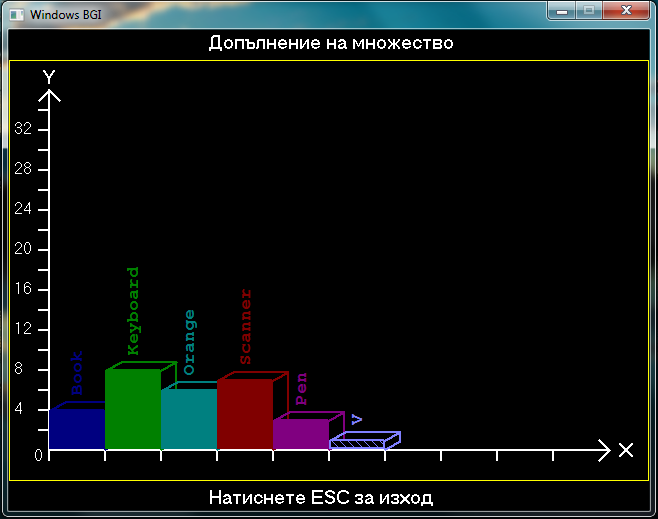 Windows BGI
Допълнение на множество
Y
32
28
24
20
16
12
8
4
0
Book
Keyboard
Orange
Scanner
Pen
>
X
Натиснете ESC за изход